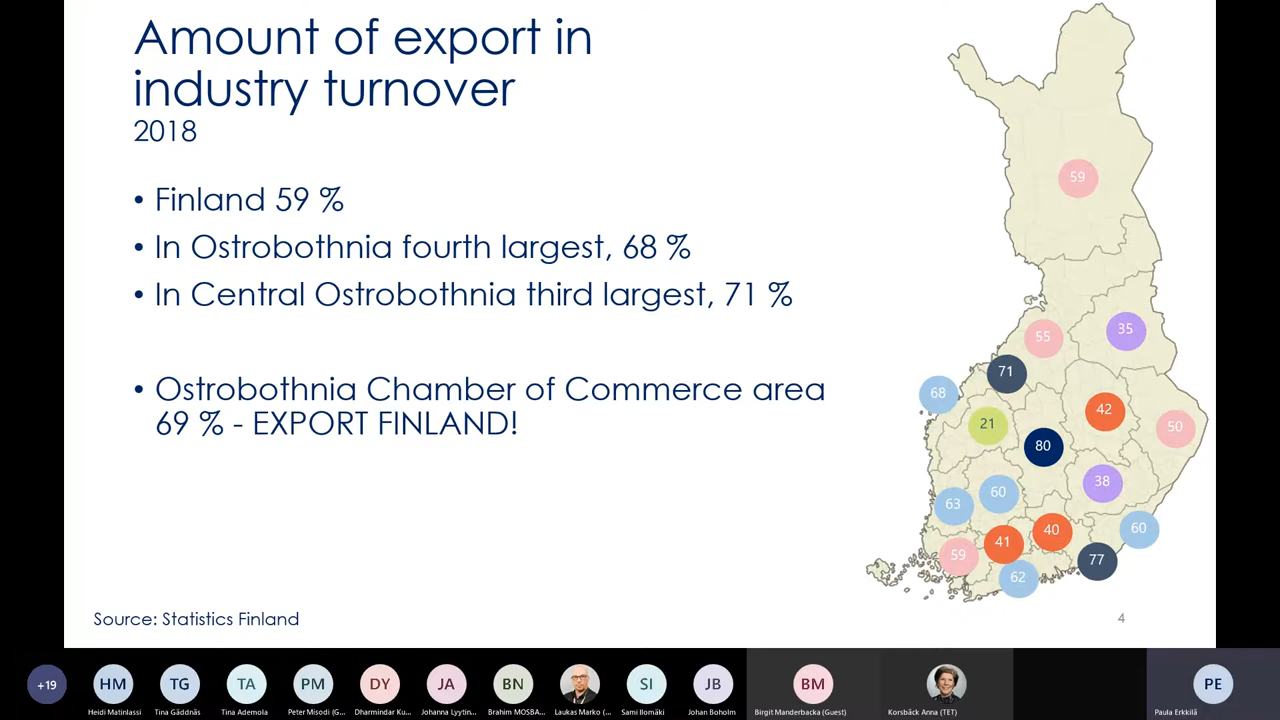 Amount of export in
industry turnover
2018
• Finland 59 %
• In Ostrobothnia fourth largest, 68 %
• In Central Ostrobothnia third largest, 71 %
• Ostrobothnia Chamber of Commerce area
69 % - EXPORT FINLAND!
59
55
35
71
68
42
21
50
80
38
60
63
40
60
41
59
77
62
Source: Statistics Finland
4
+19
HM
TG
TA
PM
DY
JA
BN
SI
JB
BM
PE
Heidi Matinlassi
Tina Gäddnäs
Tina Ademola
Peter Misodi (G...
Dharmindar Ku...
Johanna Lyytin...
Brahim MOSBA...
Laukas Marko (...
Sami Ilomäki
Johan Boholm
Birgit Manderbacka (Guest)
Korsbäck Anna (TET)
Paula Erkkilä